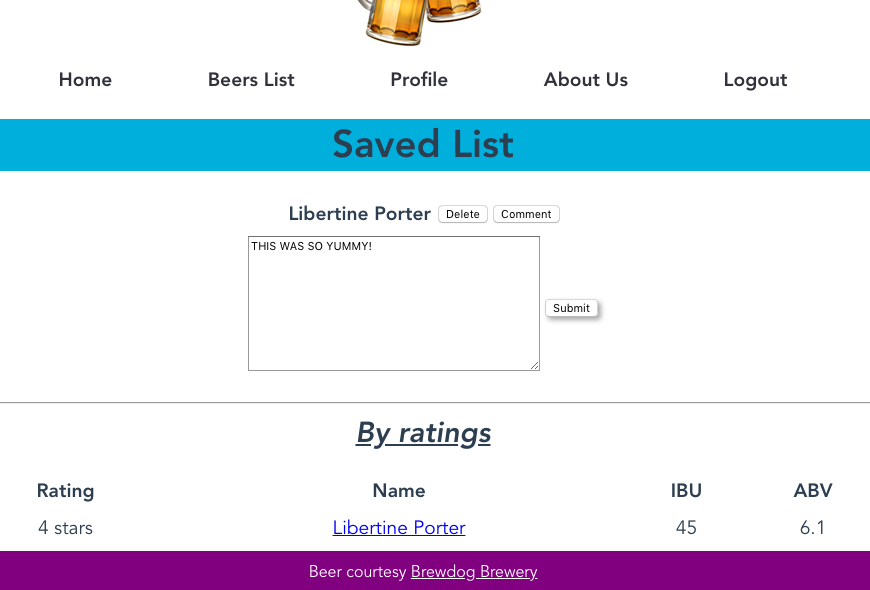 Home Beers List Profile About Us Logout
Saved List
Libertine Porter Delete Comment
THIS WAS SO YUMMY!
Submit
By ratings
Rating Name IBU ABV
4 stars Libertine Porter 45 6.1
Beer courtesy Brewdog Brewery